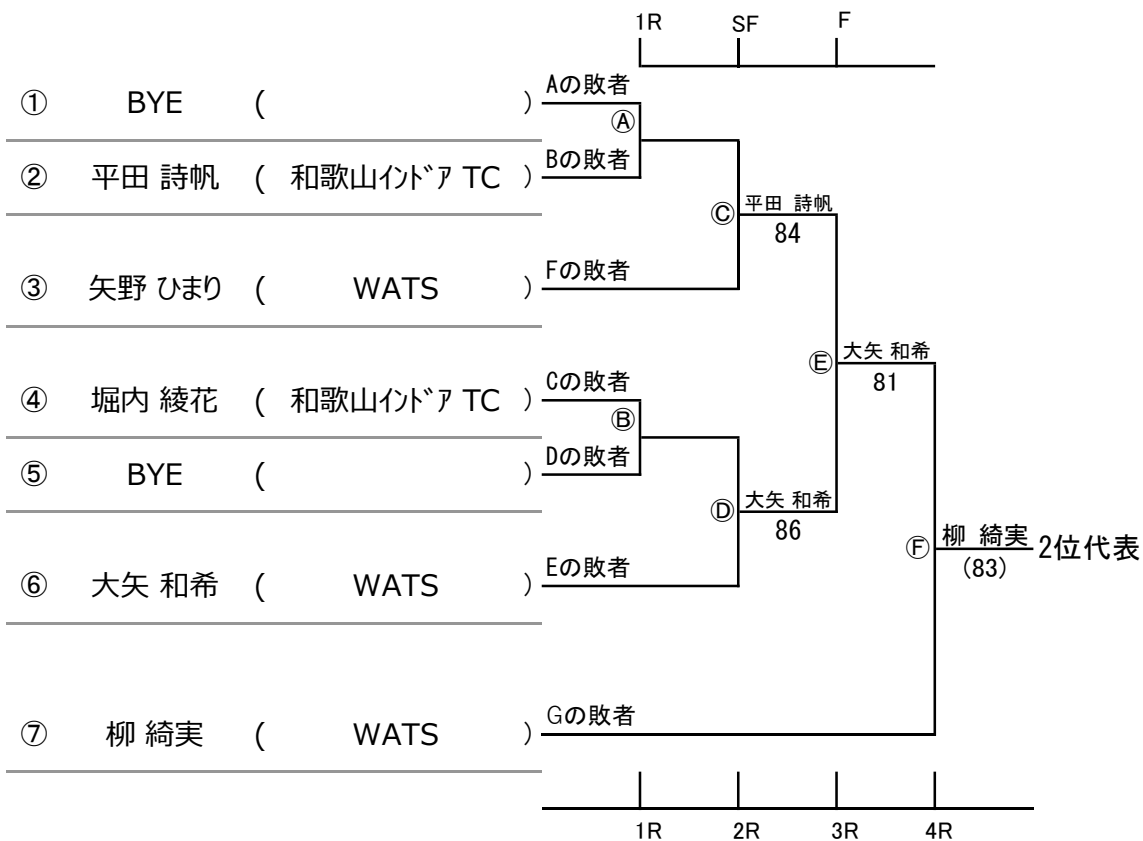 1R SF F
① BYE ( ) Aの敗者
Ⓐ
② 平田 詩帆 ( 和歌山インドア TC ) Bの敗者
Ⓒ 平田 詩帆
84
③ 矢野 ひまり ( WATS ) Fの敗者
Ⓔ 大矢 和希
81
④ 堀内 綾花 ( 和歌山インドア TC ) Cの敗者
Ⓑ
⑤ BYE ( ) Dの敗者
Ⓓ 大矢 和希
86
Ⓕ 柳 綺実 2位代表
(83)
⑥ 大矢 和希 ( WATS ) Eの敗者
⑦ 柳 綺実 ( WATS ) Gの敗者
1R 2R 3R 4R